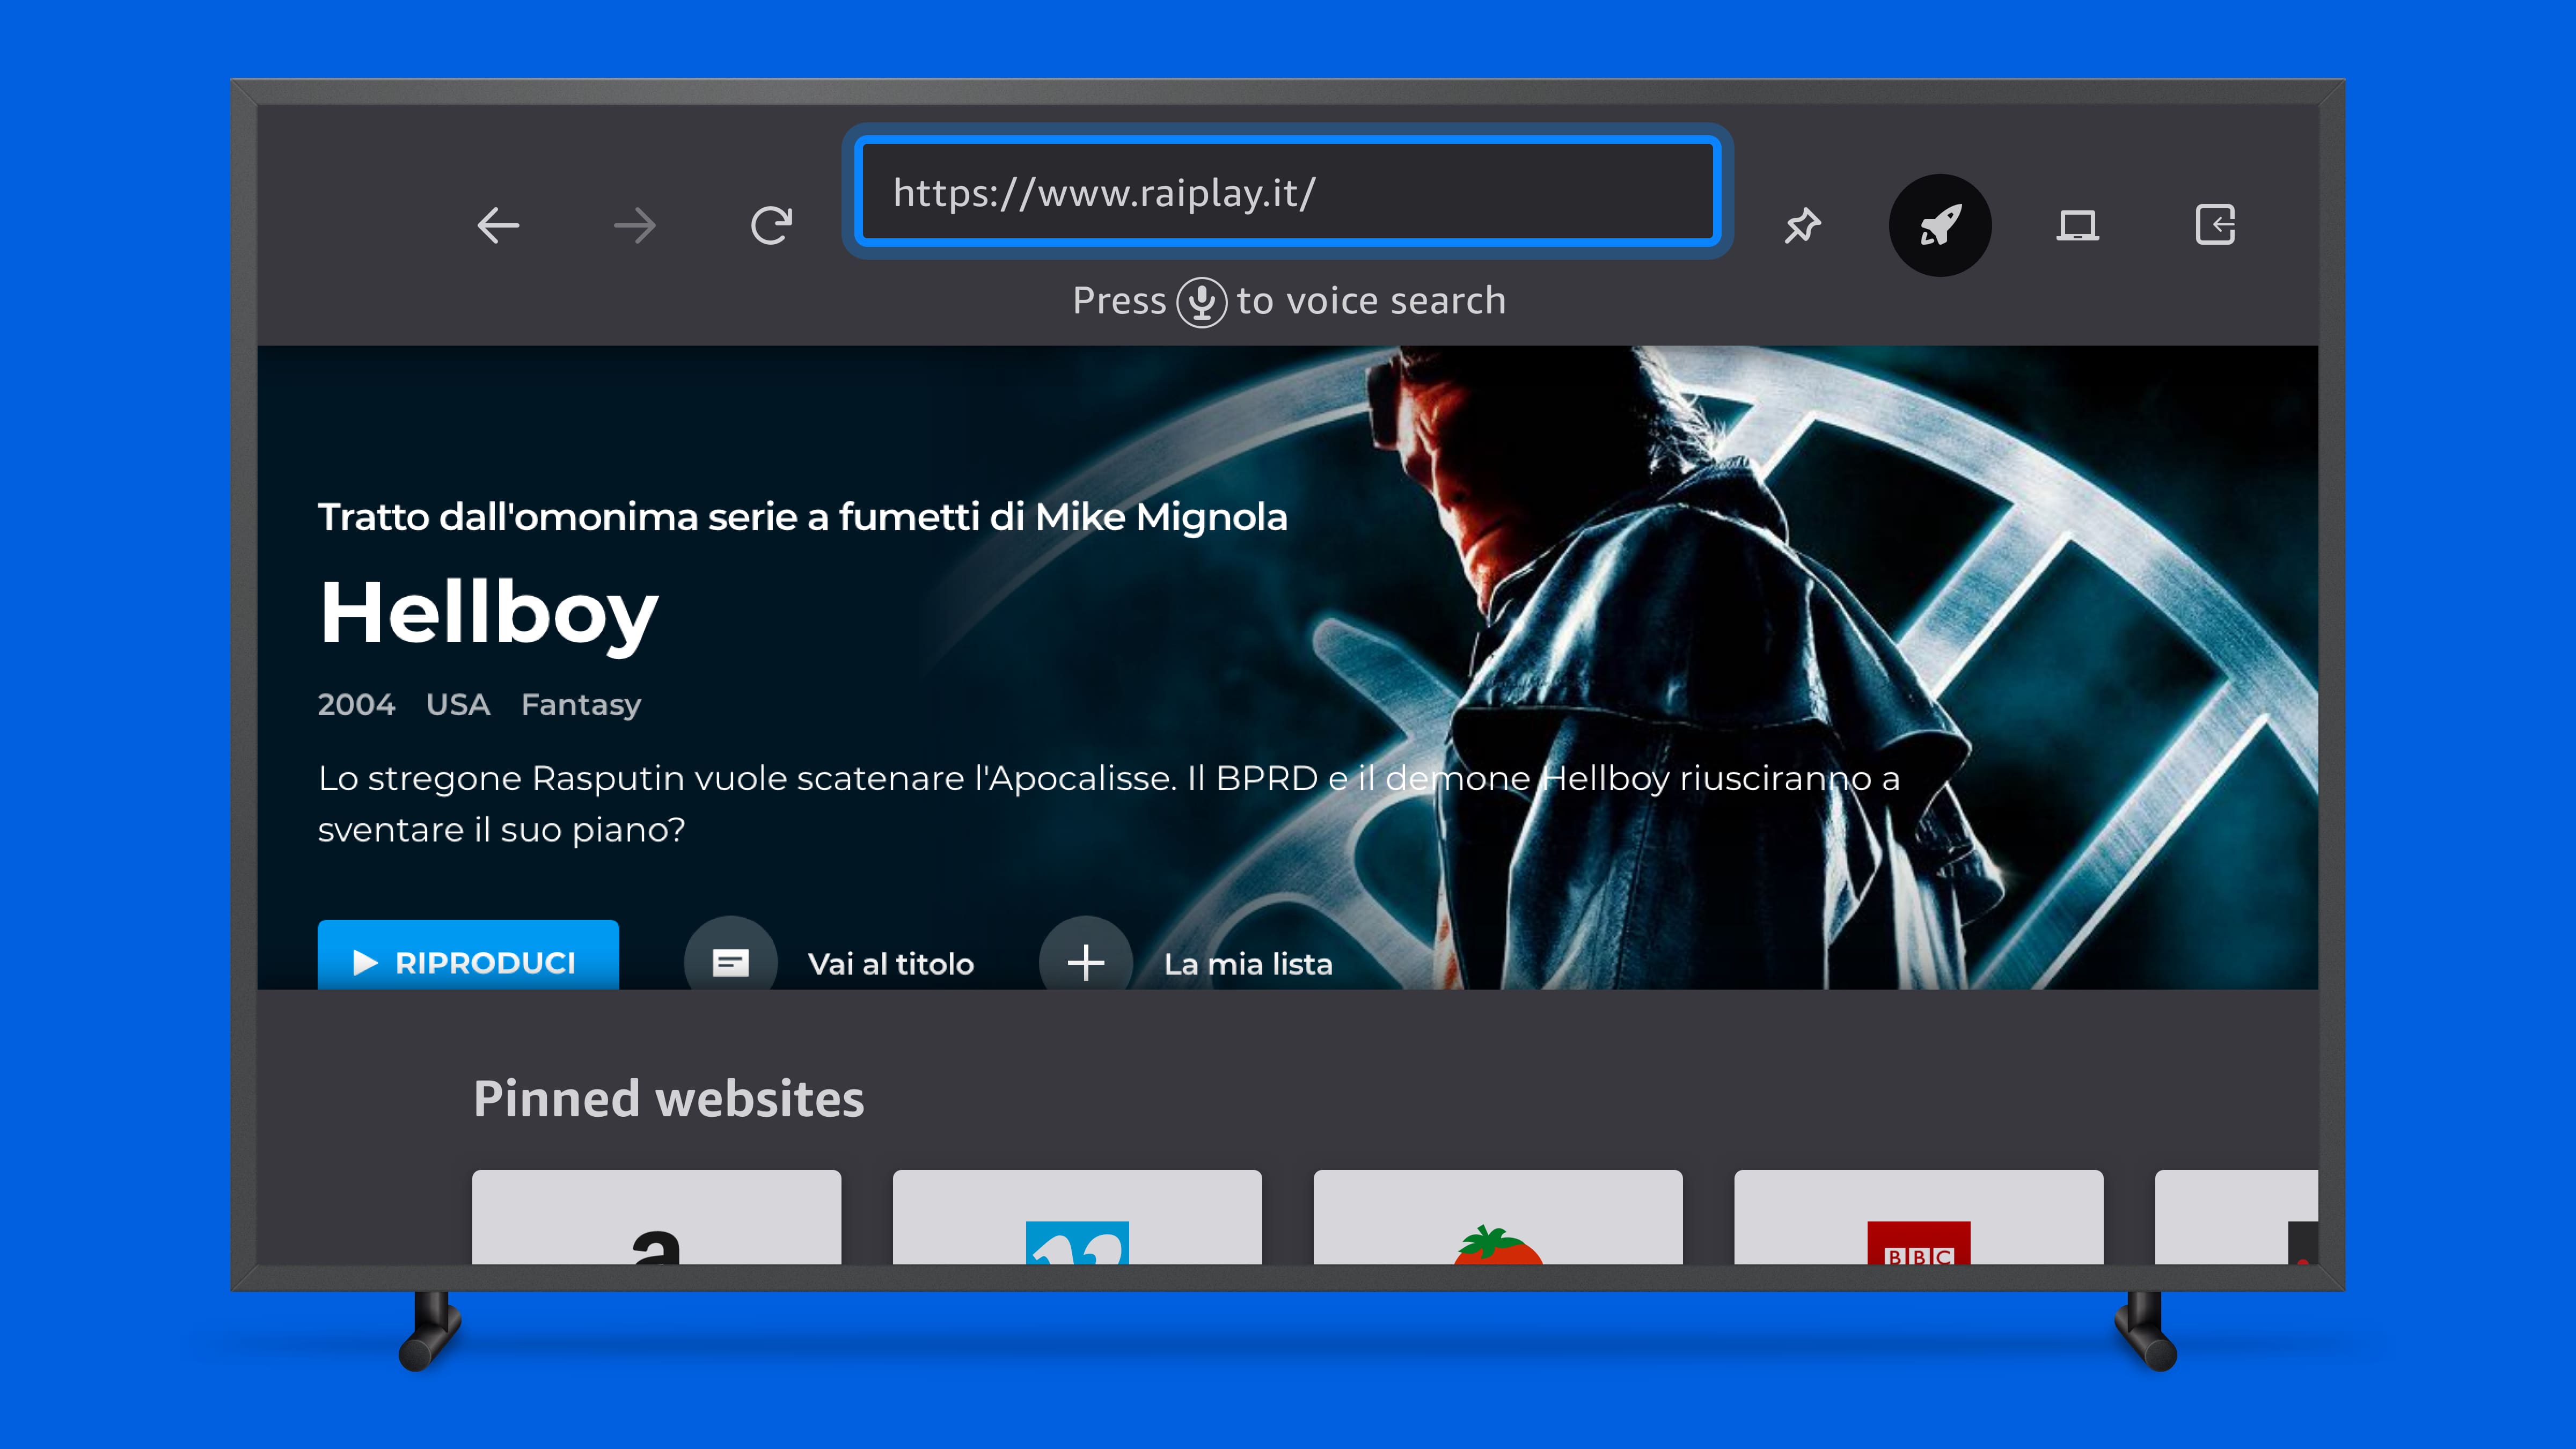 https://www.raiplay.it/
Press to voice search
Tratto dall'omonima serie a fumetti di Mike Mignola
Hellboy
2004 USA Fantasy
Lo stregone Rasputin vuole scatenare l'Apocalisse. Il BPRD e il demone Hellboy riusciranno a
sventare il suo piano?
RIPRODUCI Vai al titolo La mia lista
Pinned websites
a BBC